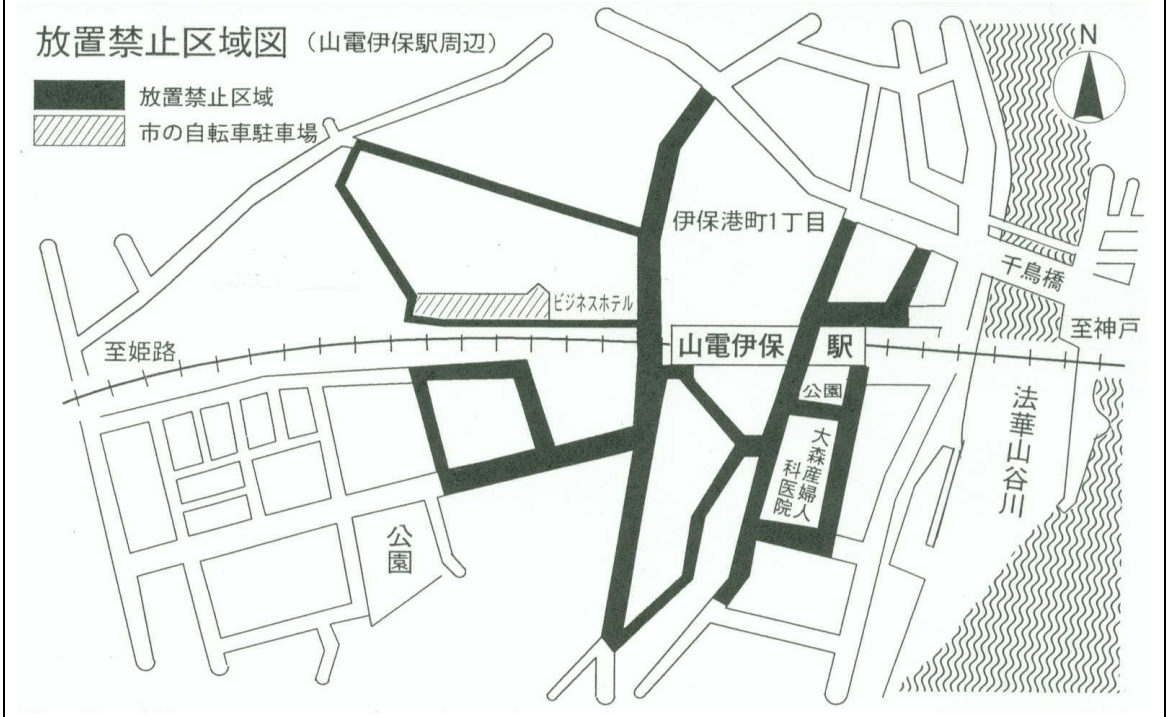 放置禁止区域図（山電伊保駅周辺）
放置禁止区域
市の自転車駐車場
N
伊保港町1丁目
千鳥橋
ビジネスホテル
至姫路
山電伊保 駅
至神戸
公園
大森産婦人
科医院
法華山谷川
公園